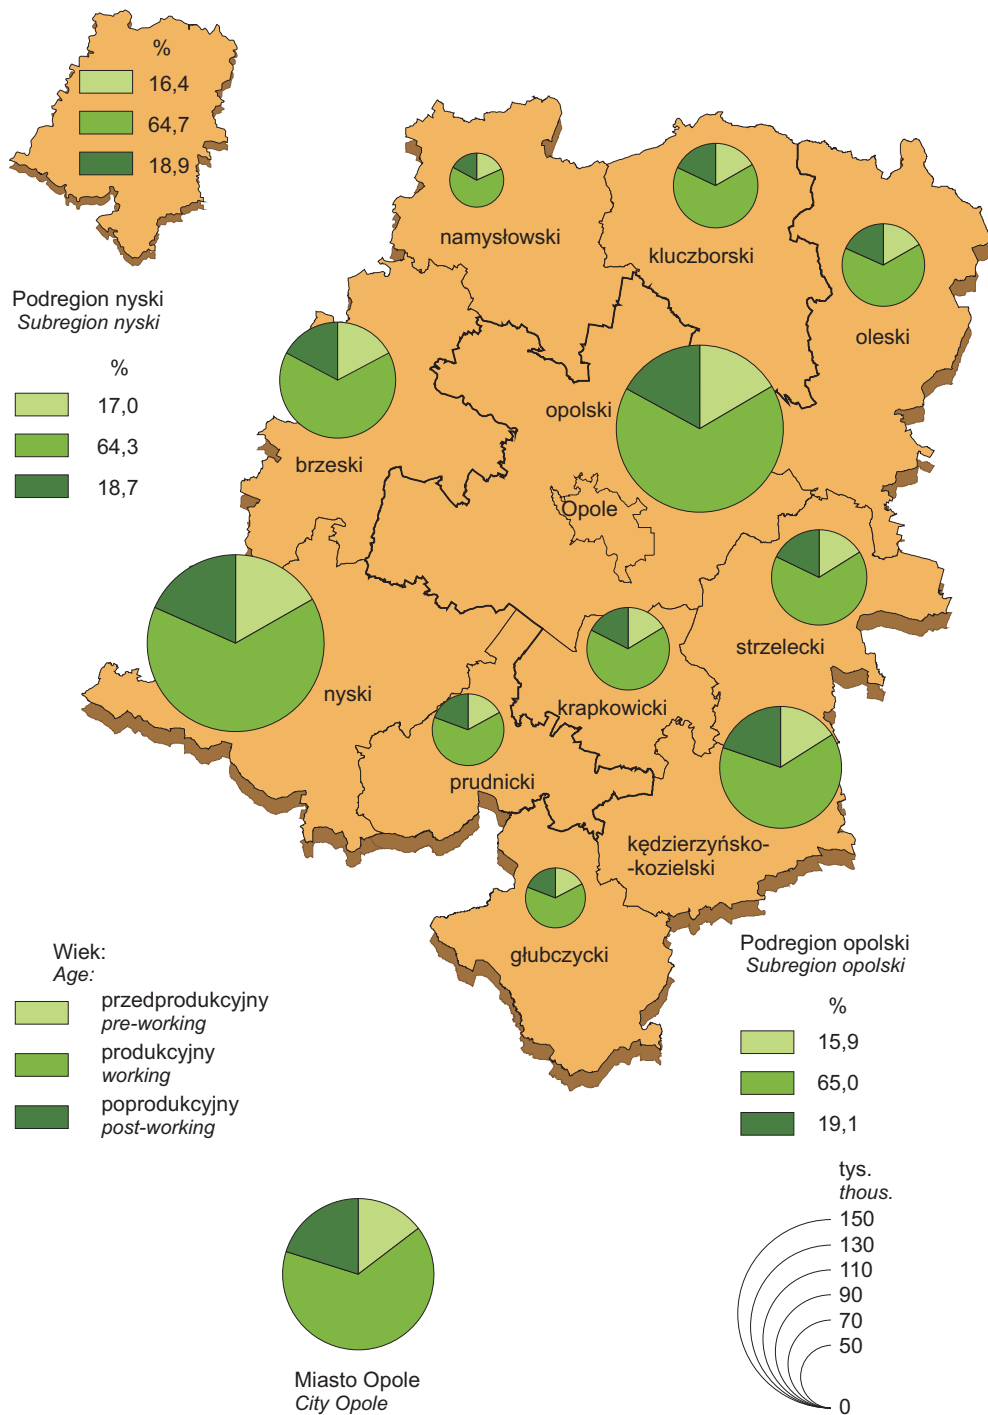 %
16,4
64,7
18,9
Podregion nyski
Subregion nyski
%
17,0
64,3
18,7
namysłowski
kluczborski
oleski
brzeski
opolski
Opole
strzelecki
nyski
krapkowicki
prudnicki
kędzierzyńsko-
-kozielski
głubczycki
Wiek:
Age:
przedprodukcyjny
pre-working
produkcyjny
working
poprodukcyjny
post-working
Podregion opolski
Subregion opolski
%
15,9
65,0
19,1
tys.
thous.
150
130
110
90
70
50
0
Miasto Opole
City Opole